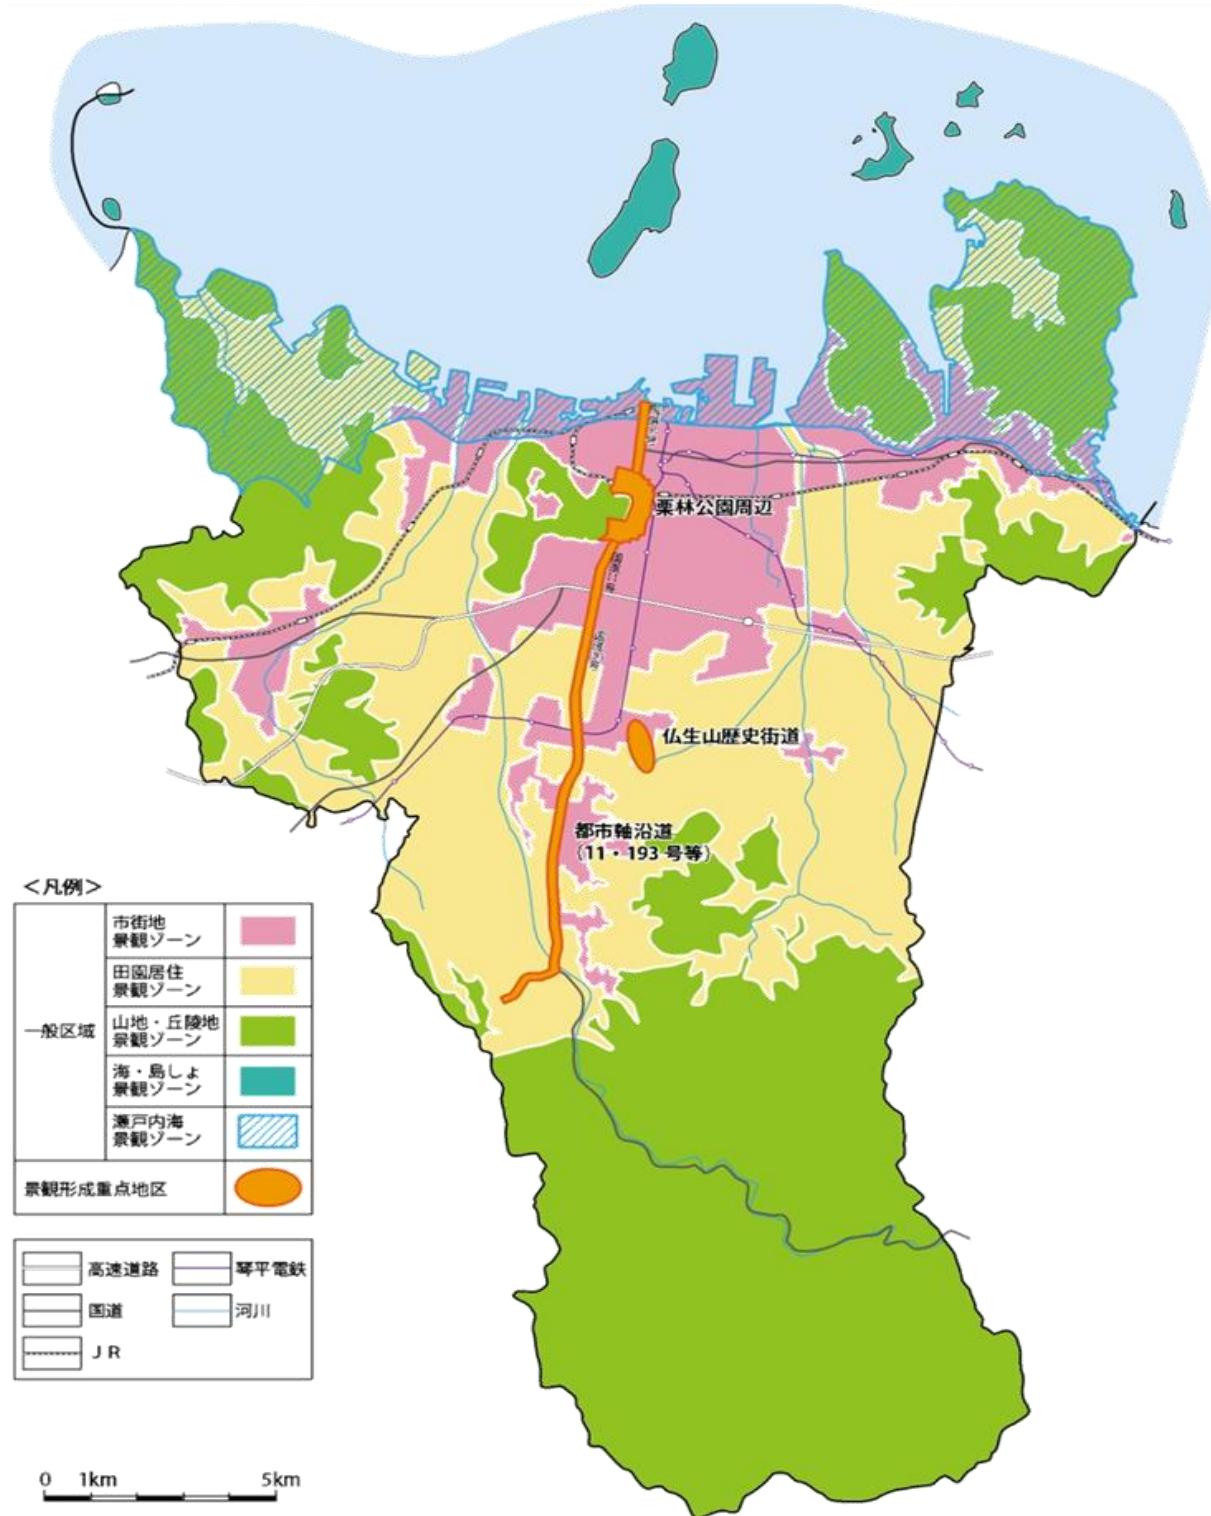 栗林公園周辺
仏生山歴史街道
都市軸沿道
(11・193 号等)
＜凡例＞
一般区域
市街地
景観ゾーン
田園居住
景観ゾーン
山地・丘陵地
景観ゾーン
海・島しょ
景観ゾーン
瀬戸内海
景観ゾーン
景観形成重点地区
高速道路
琴平電鉄
国道
河川
ＪＲ
0 1km 5km